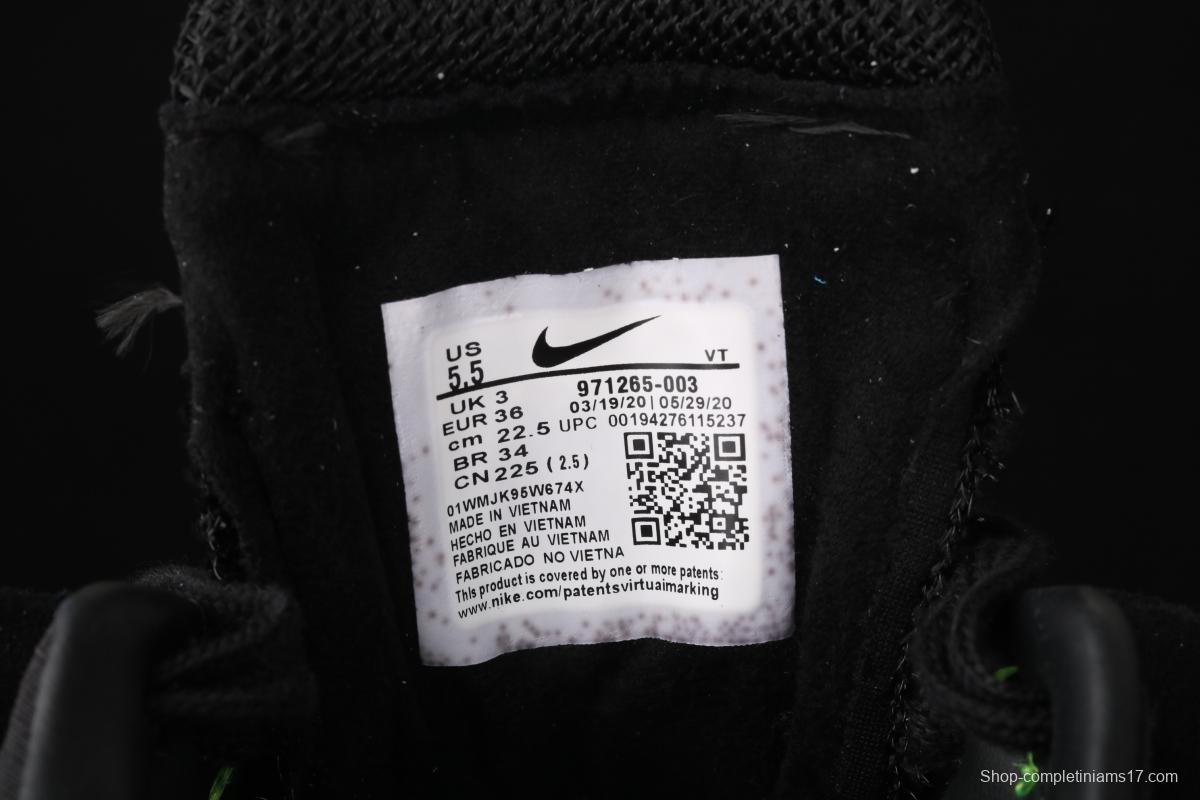 US
5.5
VT
UK 3
EUR 36
cm 22.5
BR 34
CN 225 (2.5)
971265-003
03/19/20 | 05/29/20
UPC 00194276115237
01WMJK95W674X
MADE IN VIETNAM
HECHO EN VIETNAM
FABRIQUE AU VIETNAM
FABRICADO NO VIETNA
This product is covered by one or more patents:
www.nike.com/patentsvirtuaimarking
Shop-completiniams17.com